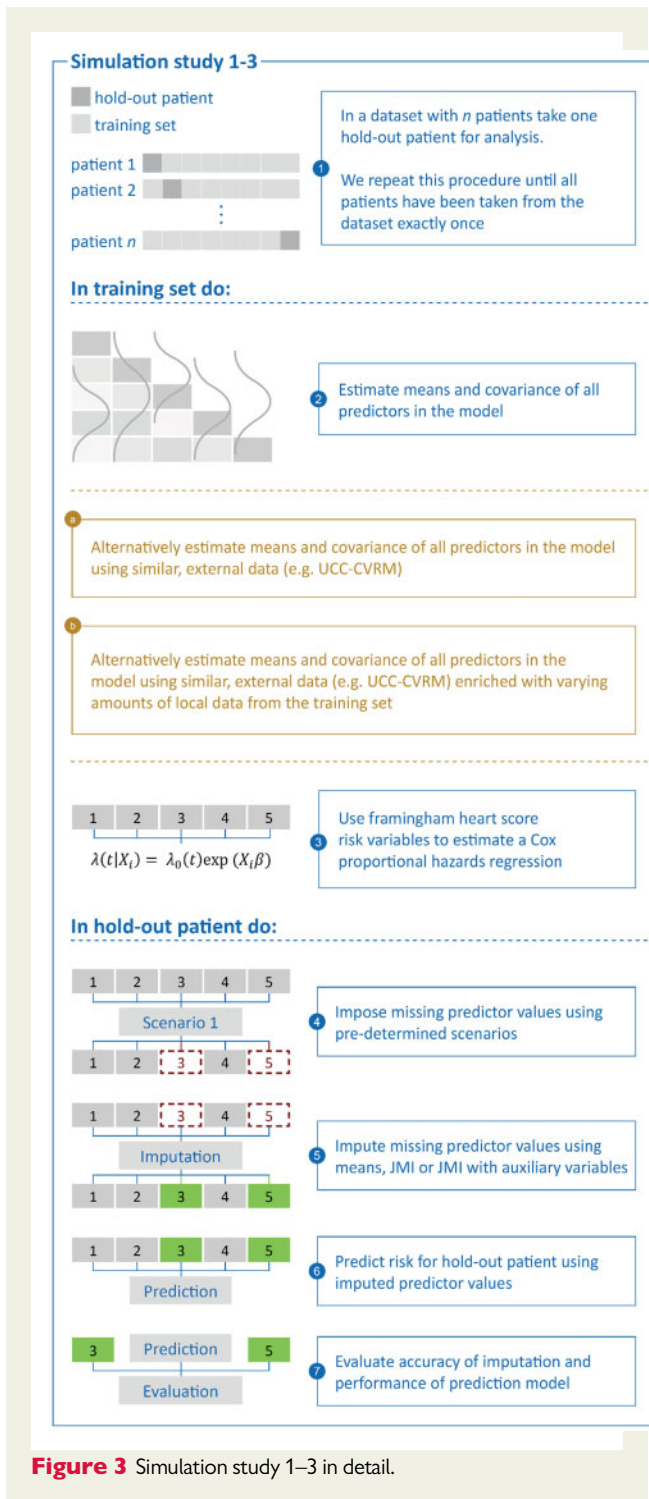 Simulation study 1-3
hold-out patient
training set
patient 1
patient 2
⋮
patient n
1
In a dataset with n patients take one
hold-out patient for analysis.
We repeat this procedure until all
patients have been taken from the
dataset exactly once
In training set do:
2
Estimate means and covariance of all
predictors in the model
a
Alternatively estimate means and covariance of all predictors in the model
using similar, external data (e.g. UCC-CVRM)
b
Alternatively estimate means and covariance of all predictors in the
model using similar, external data (e.g. UCC-CVRM) enriched with varying
amounts of local data from the training set
1 2 3 4 5
λ(t|Xᵢ) = λ₀(t)exp (Xᵢβ)
3
Use framingham heart score
risk variables to estimate a Cox
proportional hazards regression
In hold-out patient do:
1 2 3 4 5
Scenario 1
1 2 3 4 5
4
Impose missing predictor values using
pre-determined scenarios
1 2 3 4 5
Imputation
1 2 3 4 5
5
Impute missing predictor values using
means, JMI or JMI with auxiliary variables
1 2 3 4 5
Prediction
6
Predict risk for hold-out patient using
imputed predictor values
3 Prediction 5
Evaluation
7
Evaluate accuracy of imputation and
performance of prediction model
Figure 3 Simulation study 1–3 in detail.